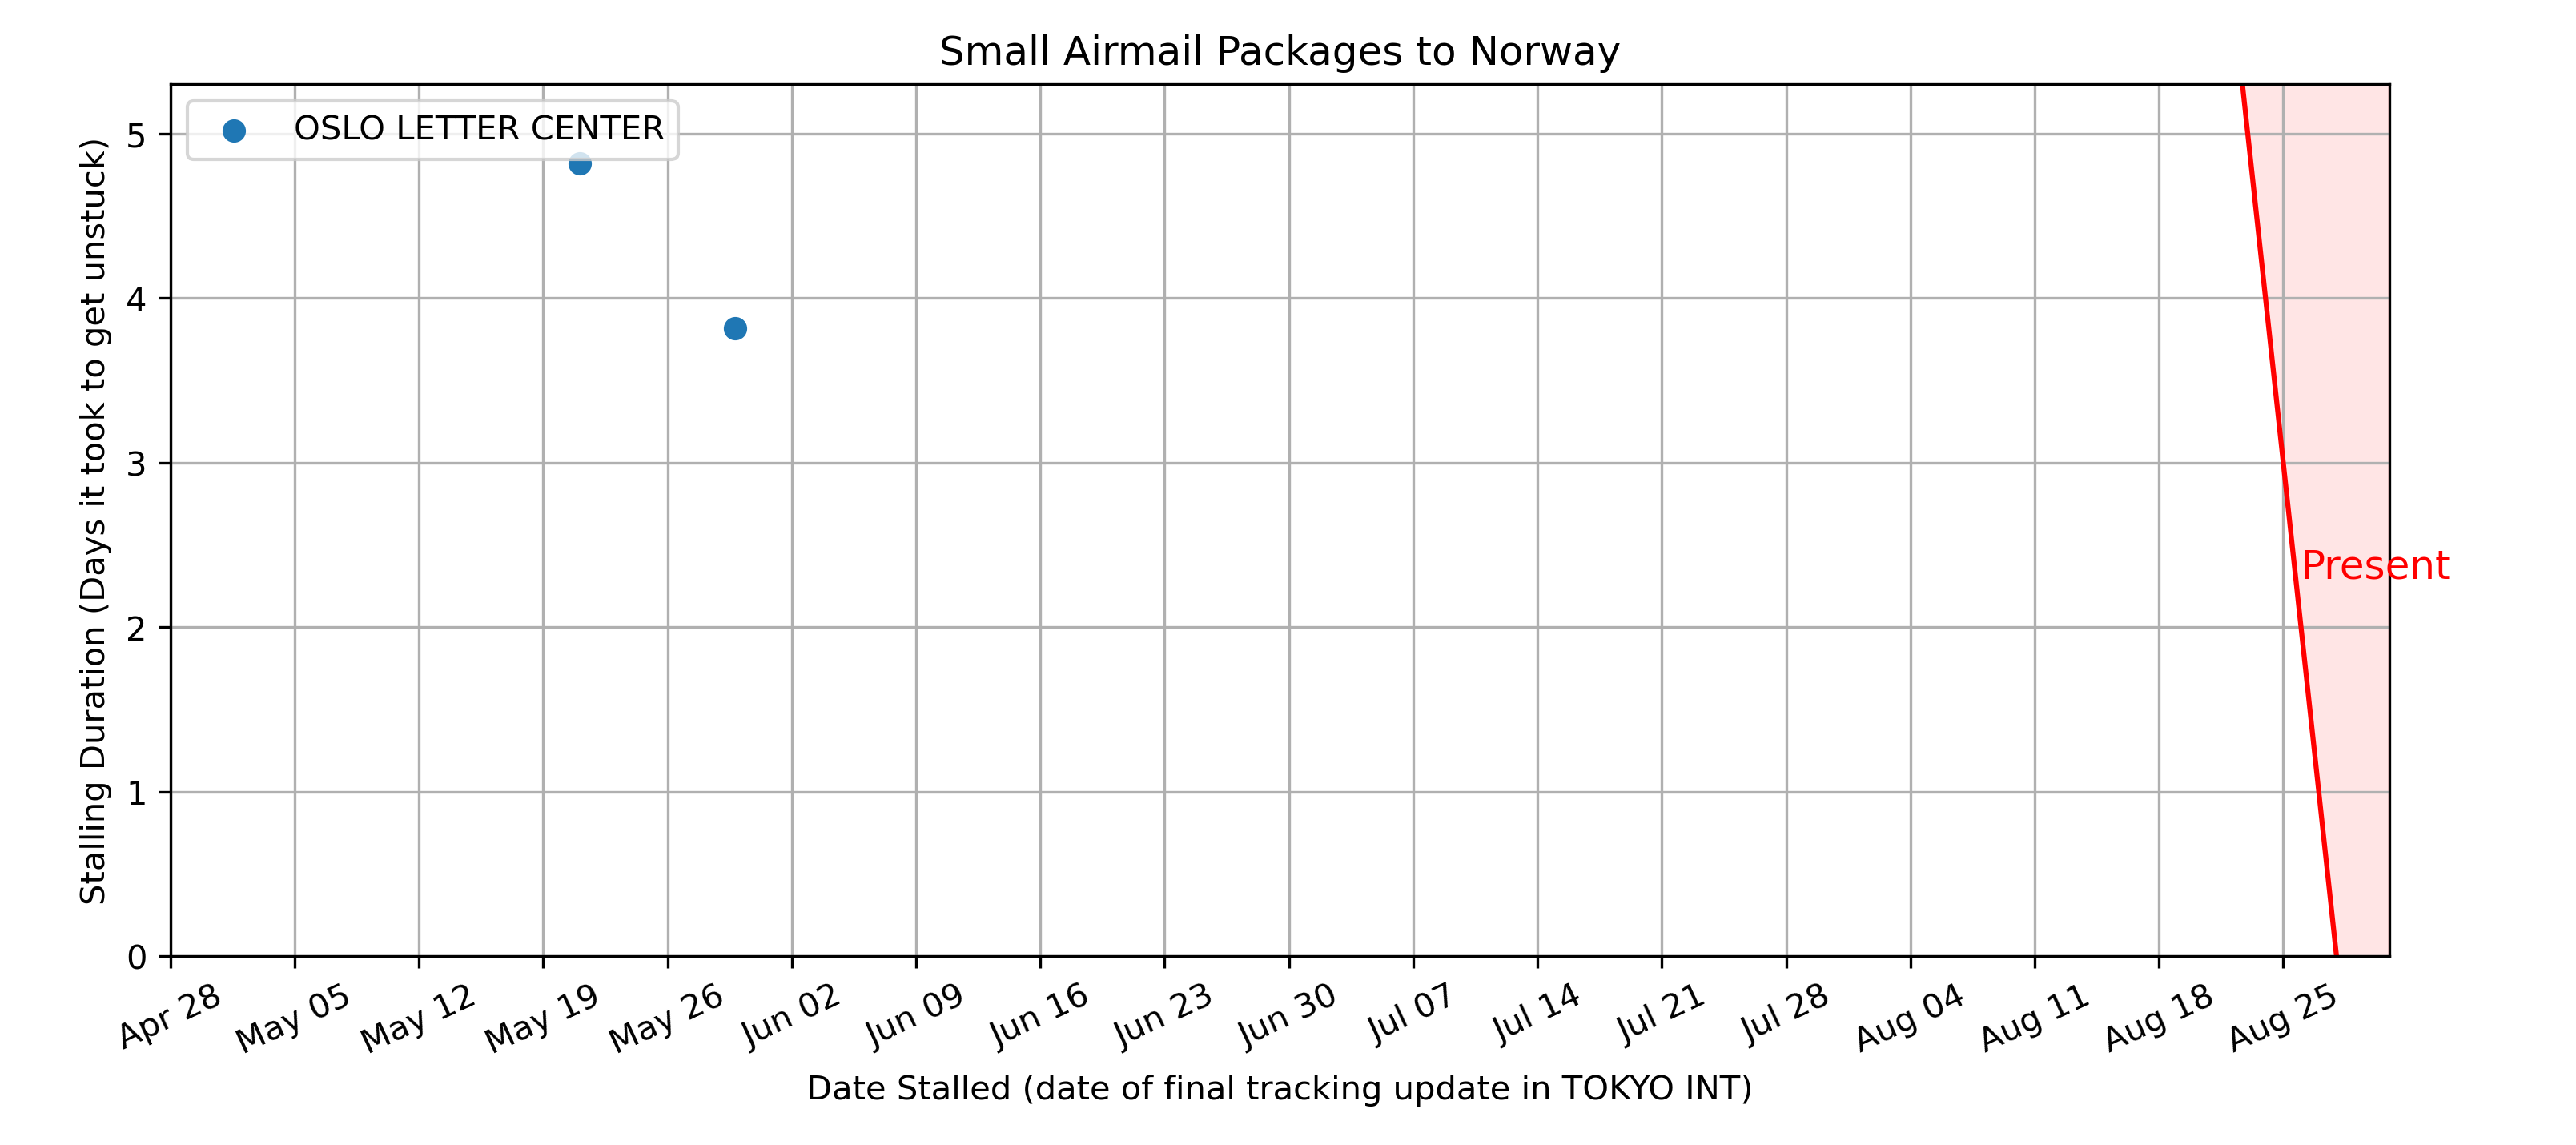 Small Airmail Packages to Norway
OSLO LETTER CENTER
Stalling Duration (Days it took to get unstuck)
5
4
3
2
1
0
Present
Apr 28
May 05
May 12
May 19
May 26
Jun 02
Jun 09
Jun 16
Jun 23
Jun 30
Jul 07
Jul 14
Jul 21
Jul 28
Aug 04
Aug 11
Aug 18
Aug 25
Date Stalled (date of final tracking update in TOKYO INT)